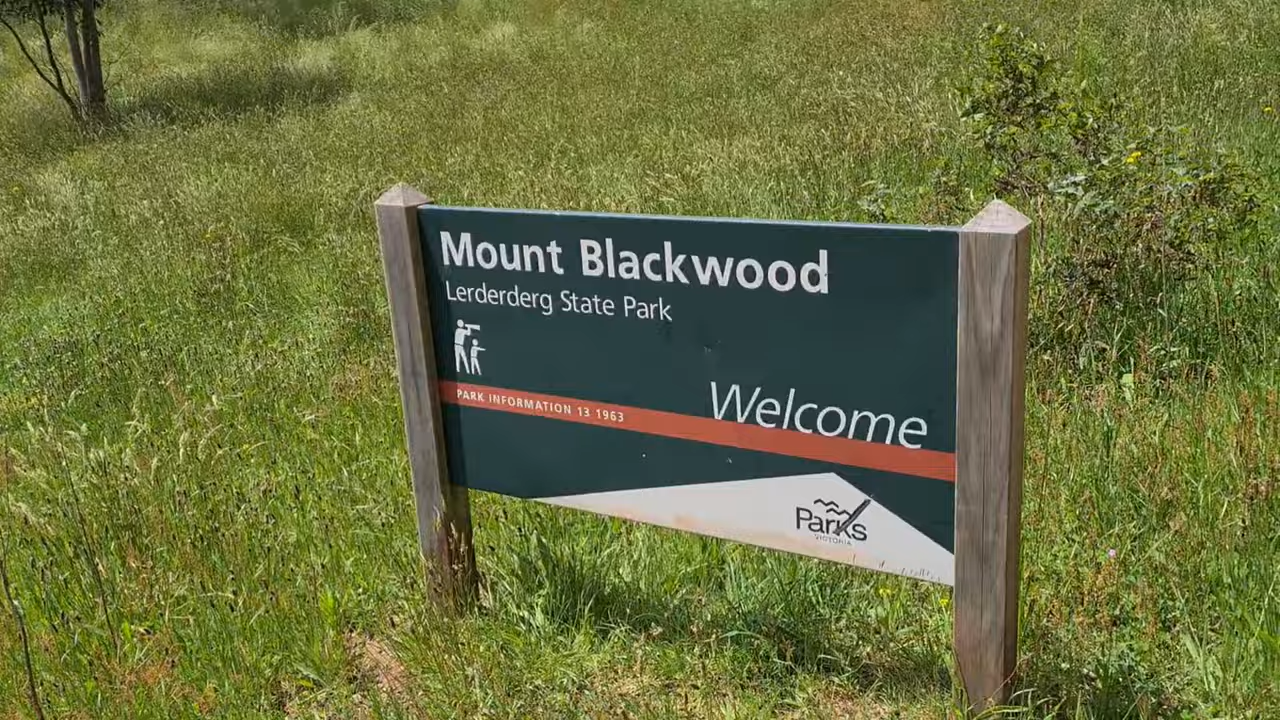 Mount Blackwood
Lerderderg State Park
Welcome
PARK INFORMATION 13 1963
Parks
VICTORIA